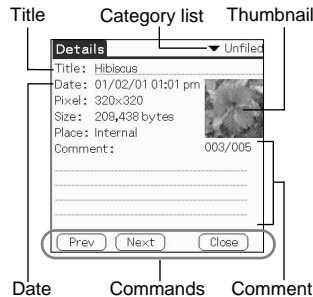 Title Category list Thumbnail
Details ▼ Unfiled
Title: Hibiscus
Date: 01/02/01 01:01 pm
Pixel: 320×320
Size: 209,438 bytes
Place: Internal
Comment: 003/005
Prev Next Close
Date Commands Comment